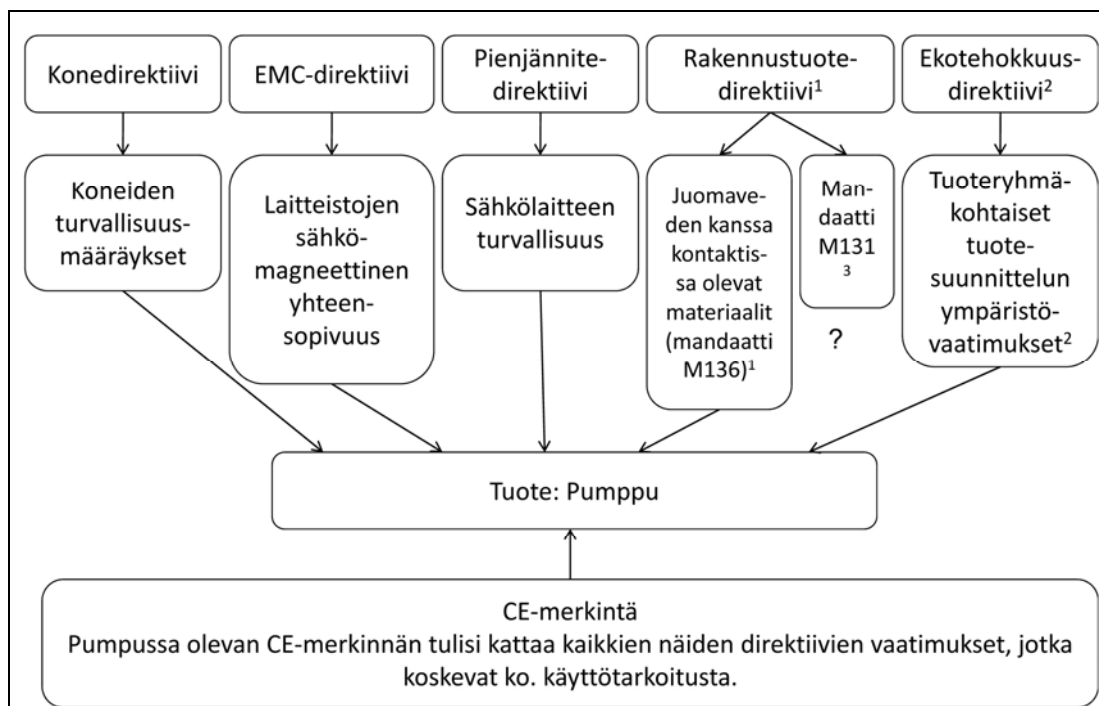 Konedirektiivi
EMC-direktiivi
Pienjännite-
direktiivi
Rakennustuote-
direktiivi¹
Ekotehokkuus-
direktiivi²
Koneiden
turvallisuus-
määräykset
Laitteistojen
sähkö-
magneettinen
yhteen-
sopivuus
Sähkölaitteen
turvallisuus
Juomave-
den kanssa
kontaktis-
sa olevat
materiaalit
(mandaatti
M136)¹
Man-
daatti
M131
3
?
Tuoteryhmä-
kohtaiset
tuote-
suunnittelun
ympäristö-
vaatimukset²
Tuote: Pumppu
CE-merkintä
Pumpussa olevan CE-merkinnän tulisi kattaa kaikkien näiden direktiivien vaatimukset, jotka
koskevat ko. käyttötarkoitusta.